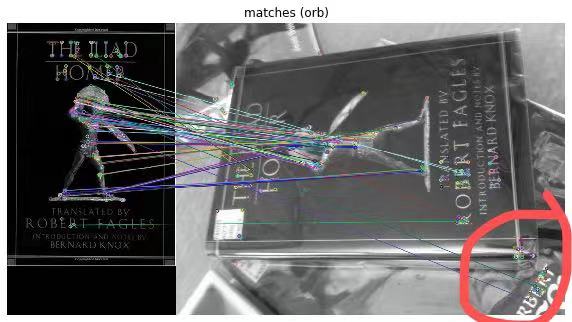 matches (orb)
THE ILIAD
HOMER
TRANSLATED BY
ROBERT FAGLES
INTRODUCTION AND NOTES BY
BERNARD KNOX
HOMER
TRANSLATED BY
ROBERT FAGLES
INTRODUCTION AND NOTES BY
BERNARD KNOX